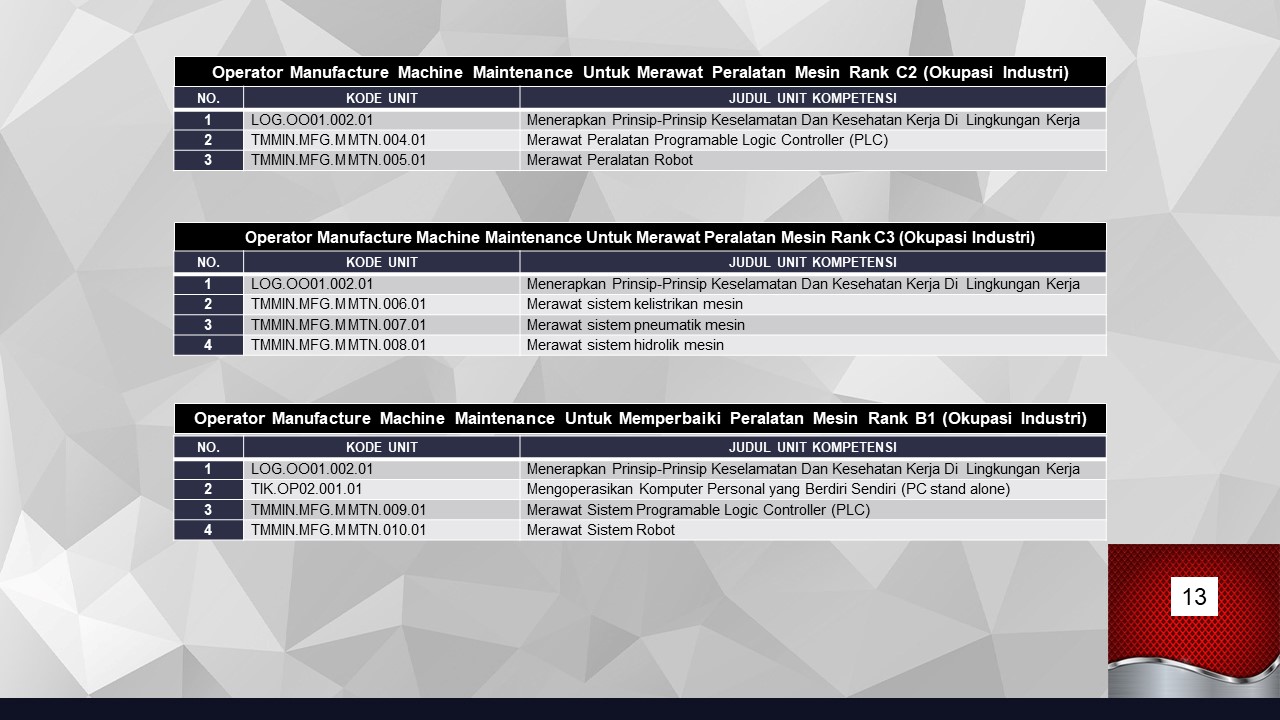 Operator Manufacture Machine Maintenance Untuk Merawat Peralatan Mesin Rank C2 (Okupasi Industri)
NO. KODE UNIT JUDUL UNIT KOMPETENSI
1 LOG.OO01.002.01 Menerapkan Prinsip-Prinsip Keselamatan Dan Kesehatan Kerja Di Lingkungan Kerja
2 TMMIN.MFG.MMTN.004.01 Merawat Peralatan Programable Logic Controller (PLC)
3 TMMIN.MFG.MMTN.005.01 Merawat Peralatan Robot
Operator Manufacture Machine Maintenance Untuk Merawat Peralatan Mesin Rank C3 (Okupasi Industri)
NO. KODE UNIT JUDUL UNIT KOMPETENSI
1 LOG.OO01.002.01 Menerapkan Prinsip-Prinsip Keselamatan Dan Kesehatan Kerja Di Lingkungan Kerja
2 TMMIN.MFG.MMTN.006.01 Merawat sistem kelistrikan mesin
3 TMMIN.MFG.MMTN.007.01 Merawat sistem pneumatik mesin
4 TMMIN.MFG.MMTN.008.01 Merawat sistem hidrolik mesin
Operator Manufacture Machine Maintenance Untuk Memperbaiki Peralatan Mesin Rank B1 (Okupasi Industri)
NO. KODE UNIT JUDUL UNIT KOMPETENSI
1 LOG.OO01.002.01 Menerapkan Prinsip-Prinsip Keselamatan Dan Kesehatan Kerja Di Lingkungan Kerja
2 TIK.OP02.001.01 Mengoperasikan Komputer Personal yang Berdiri Sendiri (PC stand alone)
3 TMMIN.MFG.MMTN.009.01 Merawat Sistem Programable Logic Controller (PLC)
4 TMMIN.MFG.MMTN.010.01 Merawat Sistem Robot
13